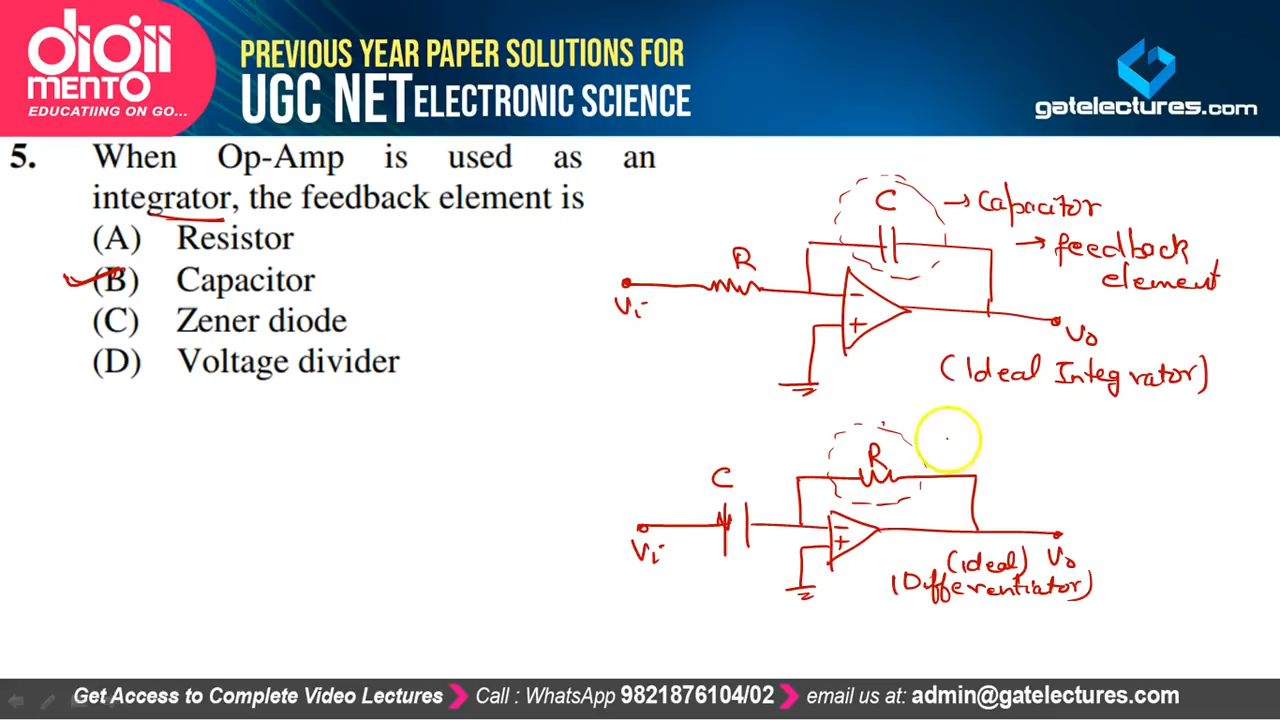 digii
MENTO
EDUCATIING ON GO...
PREVIOUS YEAR PAPER SOLUTIONS FOR
UGC NET ELECTRONIC SCIENCE
gatelectures.com
5. When Op-Amp is used as an
integrator, the feedback element is
(A) Resistor
(B) Capacitor
(C) Zener diode
(D) Voltage divider
C → Capacitor
→ feedback
element
R
Vi
−
+
Vo
(Ideal Integrator)
R
C
Vi
−
+
Vo
(ideal)
(Differentiator)
Get Access to Complete Video Lectures Call : WhatsApp 9821876104/02 email us at: admin@gatelectures.com